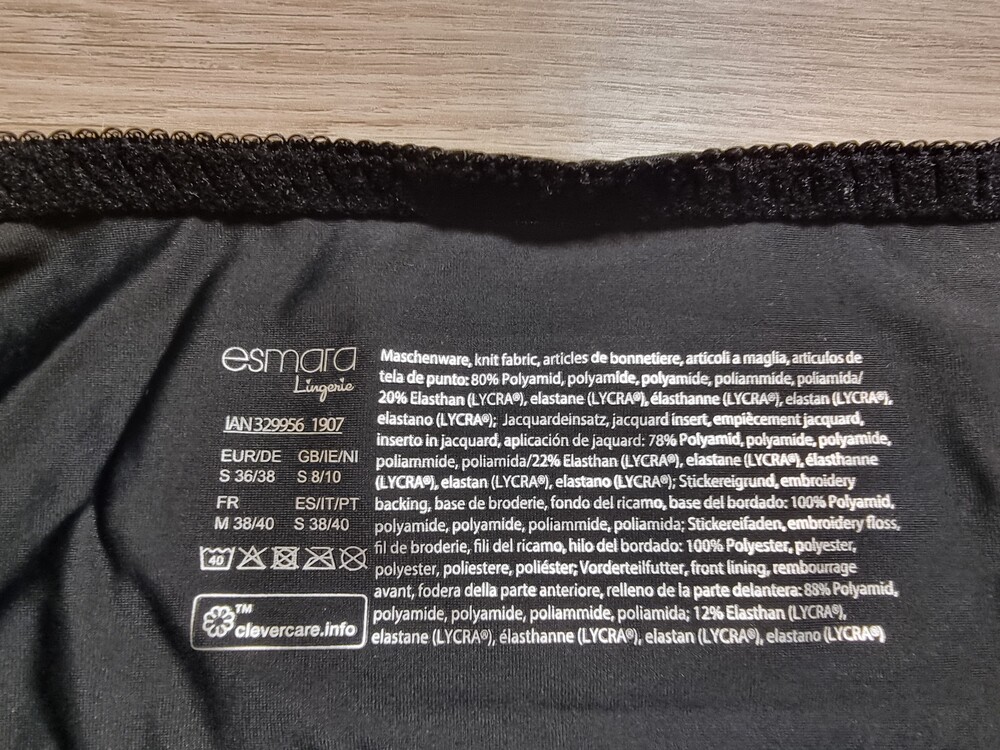 esmara
Lingerie
IAN 329956 1907
EUR/DE GB/IE/NI
S 36/38 S 8/10
FR ES/IT/PT
M 38/40 S 38/40
40
TM
clevercare.info
Maschenware, knit fabric, articles de bonnetiere, artícoli a maglia, articulos de
tela de punto: 80% Polyamid, polyamide, polyamide, poliammide, poliamida/
20% Elasthan (LYCRA®), elastane (LYCRA®), élasthanne (LYCRA®), elastan (LYCRA®),
elastano (LYCRA®); Jacquardeinsatz, jacquard insert, empiècement jacquard,
inserto in jacquard, aplicación de jaquard: 78% Polyamid, polyamide, polyamide,
poliammide, poliamida/22% Elasthan (LYCRA®), elastane (LYCRA®), élasthanne
(LYCRA®), elastan (LYCRA®), elastano (LYCRA®); Stickereigrund, embroidery
backing, base de broderie, fondo del ricamo, base del bordado: 100% Polyamid,
polyamide, polyamide, poliammide, poliamida; Stickereifaden, embroidery floss,
fil de broderie, fili del ricamo, hilo del bordado: 100% Polyester, polyester,
polyester, poliestere, poliéster; Vorderteilfutter, front lining, rembourrage
avant, fodera della parte anteriore, relleno de la parte delantera: 88% Polyamid,
polyamide, polyamide, poliammide, poliamida; 12% Elasthan (LYCRA®),
elastane (LYCRA®), élasthanne (LYCRA®), elastan (LYCRA®), elastano (LYCRA®)